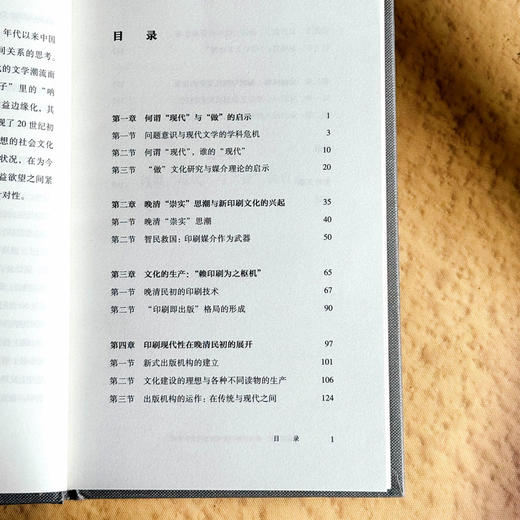 年代以来中国
间关系的思考。
代的文学潮流南
子”里的“呐
益边缘化，其
现了20世纪初
想的社会文化
状况，在为今
益欲望之间紧
对性。
目 录
第一章 何谓“现代”与“做”的启示 1
第一节 问题意识与现代文学的学科危机 3
第二节 何谓“现代”，谁的“现代” 10
第三节 “做”文化研究与媒介理论的启示 20
第二章 晚清“崇实”思潮与新印刷文化的兴起 35
第一节 晚清“崇实”思潮 40
第二节 智民救国：印刷媒介作为武器 50
第三章 文化的生产：“赖印刷为之枢机” 65
第一节 晚清民初的印刷技术 67
第二节 “印刷即出版”格局的形成 90
第四章 印刷现代性在晚清民初的展开 97
第一节 新式出版机构的建立 101
第二节 文化建设的理想与各种不同读物的生产 106
第三节 出版机构的运作：在传统与现代之间 124
目 录 1